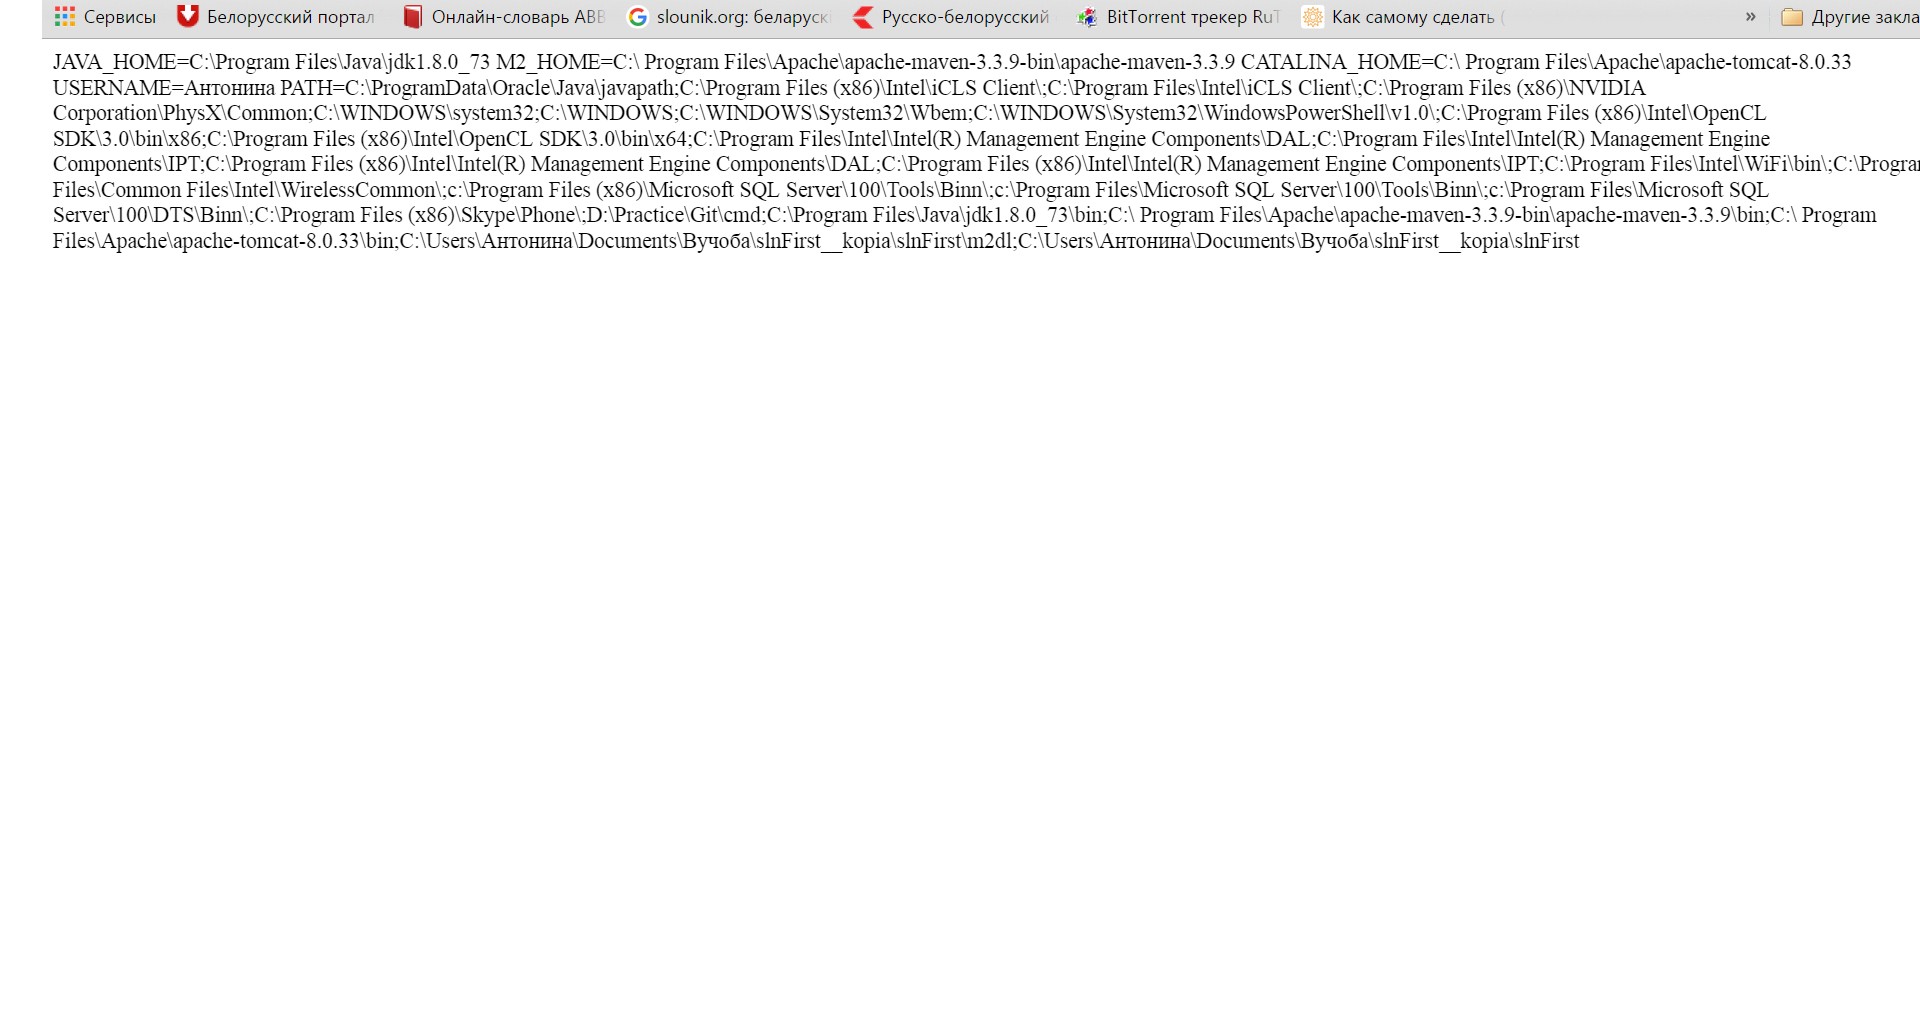 Сервисы Белорусский портал Онлайн-словарь ABB slounik.org: беларуск Русско-белорусский BitTorrent трекер RuT Как самому сделать ( » Другие закла
JAVA_HOME=C:\Program Files\Java\jdk1.8.0_73 M2_HOME=C:\ Program Files\Apache\apache-maven-3.3.9-bin\apache-maven-3.3.9 CATALINA_HOME=C:\ Program Files\Apache\apache-tomcat-8.0.33
USERNAME=Антонина PATH=C:\ProgramData\Oracle\Java\javapath;C:\Program Files (x86)\Intel\iCLS Client\;C:\Program Files\Intel\iCLS Client\;C:\Program Files (x86)\NVIDIA
Corporation\PhysX\Common;C:\WINDOWS\system32;C:\WINDOWS;C:\WINDOWS\System32\Wbem;C:\WINDOWS\System32\WindowsPowerShell\v1.0\;C:\Program Files (x86)\Intel\OpenCL
SDK\3.0\bin\x86;C:\Program Files (x86)\Intel\OpenCL SDK\3.0\bin\x64;C:\Program Files\Intel\Intel(R) Management Engine Components\DAL;C:\Program Files\Intel\Intel(R) Management Engine
Components\IPT;C:\Program Files (x86)\Intel\Intel(R) Management Engine Components\DAL;C:\Program Files (x86)\Intel\Intel(R) Management Engine Components\IPT;C:\Program Files\Intel\WiFi\bin\;C:\Progran
Files\Common Files\Intel\WirelessCommon\;c:\Program Files (x86)\Microsoft SQL Server\100\Tools\Binn\;c:\Program Files\Microsoft SQL Server\100\Tools\Binn\;c:\Program Files\Microsoft SQL
Server\100\DTS\Binn\;C:\Program Files (x86)\Skype\Phone\;D:\Practice\Git\cmd;C:\Program Files\Java\jdk1.8.0_73\bin;C:\ Program Files\Apache\apache-maven-3.3.9-bin\apache-maven-3.3.9\bin;C:\ Program
Files\Apache\apache-tomcat-8.0.33\bin;C:\Users\Антонина\Documents\Вучоба\slnFirst__kopia\slnFirst\m2dl;C:\Users\Антонина\Documents\Вучоба\slnFirst__kopia\slnFirst